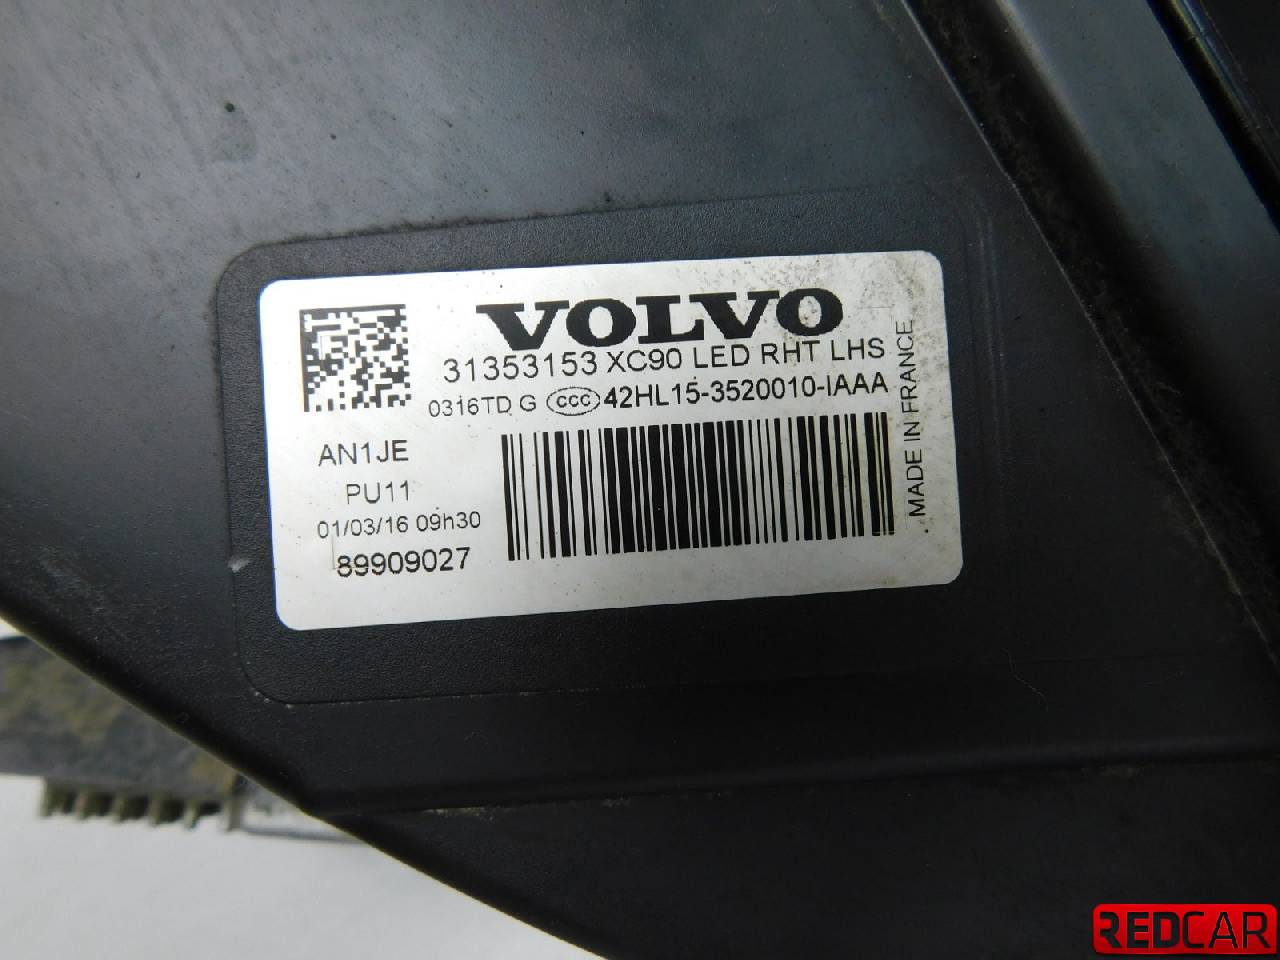 VOLVO
31353153 XC90 LED RHT LHS
0316TD G CCC 42HL15-3520010-IAAA
AN1JE
PU11
01/03/16 09h30
89909027
MADE IN FRANCE
REDCAR